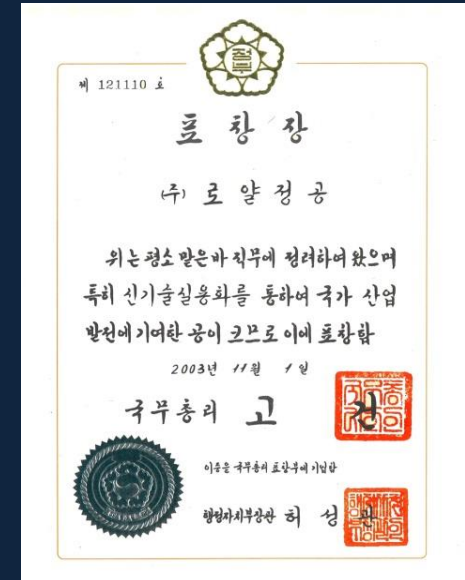 정부
제 121110 호
표창장
(주) 로얄정공
위는 평소 맡은바 직무에 정려하여 왔으며
특히 신기술실용화를 통하여 국가 산업
발전에 기여한 공이 크므로 이에 표창함
2003년 11월 1일
국무총리 고 건
이 증을 국무총리 표창부에 기입함
행정자치부장관 허 성 관